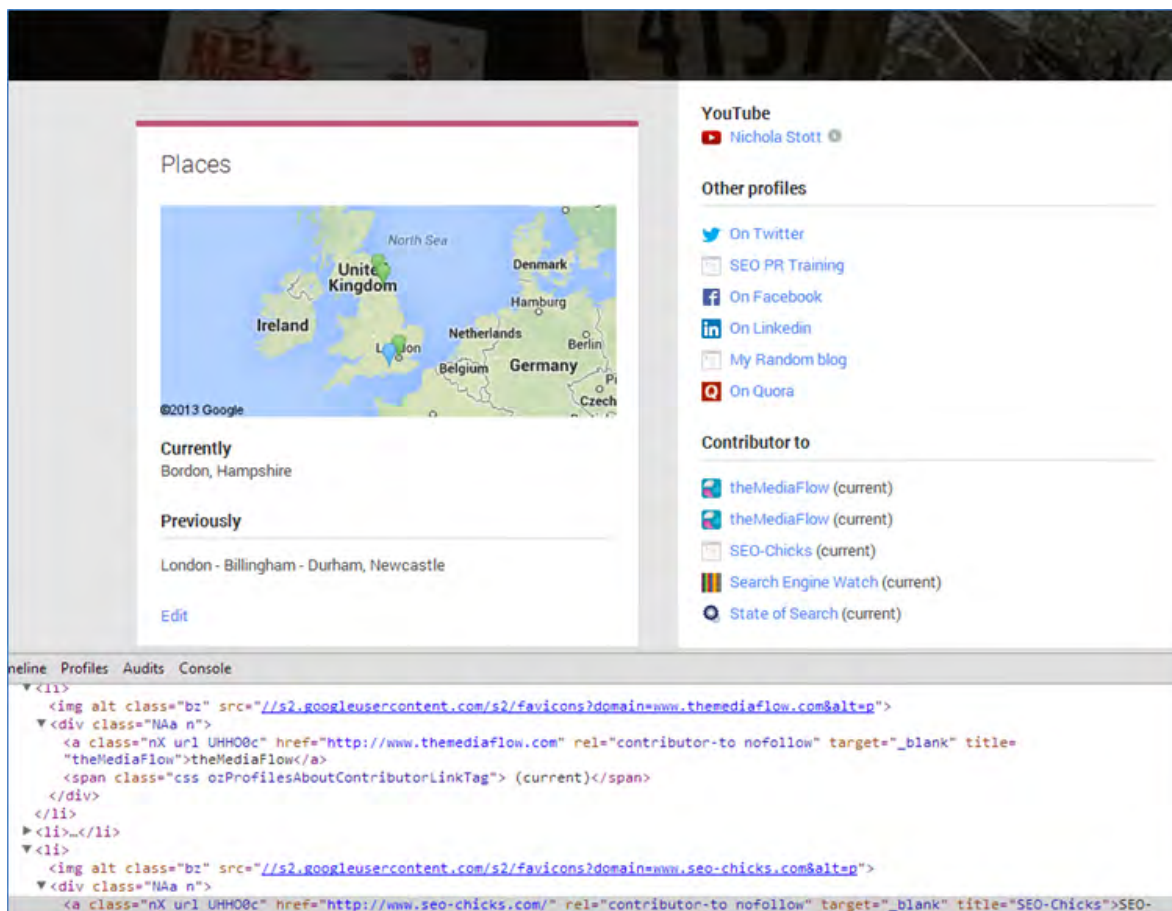 HELL
415
YouTube
Nichola Stott
Other profiles
On Twitter
SEO PR Training
On Facebook
On Linkedin
My Random blog
On Quora
Contributor to
theMediaFlow (current)
theMediaFlow (current)
SEO-Chicks (current)
Search Engine Watch (current)
State of Search (current)
Places
North Sea
United
Kingdom
Denmark
Hamburg
Ireland
Netherlands
Berlin
London
Belgium
Germany
Czech
©2013 Google
Currently
Bordon, Hampshire
Previously
London - Billingham - Durham, Newcastle
Edit
meline Profiles Audits Console
▼<li>
<img alt class="bz" src="//s2.googleusercontent.com/s2/favicons?domain=www.themediaflow.com&alt=p">
▼<div class="NAa n">
<a class="nX url UHHO0c" href="http://www.themediaflow.com" rel="contributor-to nofollow" target="_blank" title=
"theMediaFlow">theMediaFlow</a>
<span class="css ozProfilesAboutContributorLinkTag"> (current)</span>
</div>
</li>
▶<li>…</li>
▼<li>
<img alt class="bz" src="//s2.googleusercontent.com/s2/favicons?domain=www.seo-chicks.com&alt=p">
▼<div class="NAa n">
<a class="nX url UHHO0c" href="http://www.seo-chicks.com/" rel="contributor-to nofollow" target="_blank" title="SEO-Chicks">SEO-